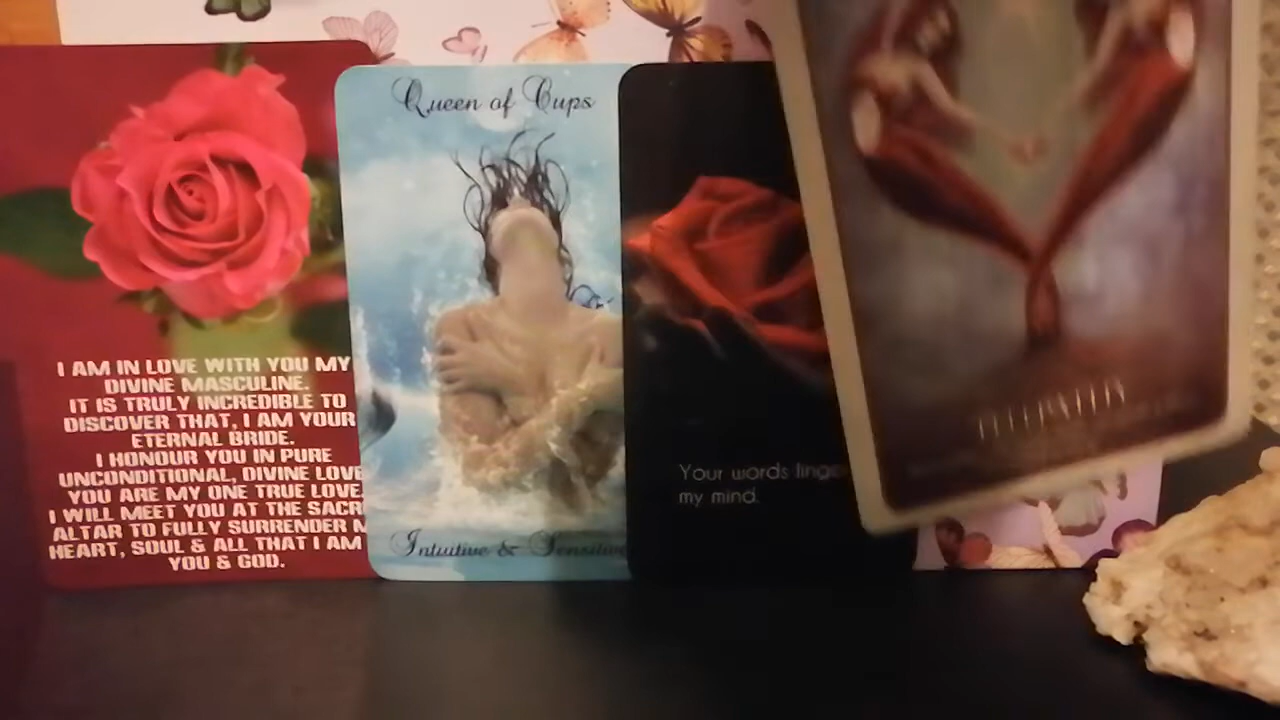 I AM IN LOVE WITH YOU MY
DIVINE MASCULINE.
IT IS TRULY INCREDIBLE TO
DISCOVER THAT, I AM YOUR
ETERNAL BRIDE.
I HONOUR YOU IN PURE
UNCONDITIONAL, DIVINE LOVE
YOU ARE MY ONE TRUE LOVE.
I WILL MEET YOU AT THE SACR
ALTAR TO FULLY SURRENDER M
HEART, SOUL & ALL THAT I AM
YOU & GOD.
Queen of Cups
Intuitive & Sensitive
Your words linge
my mind.